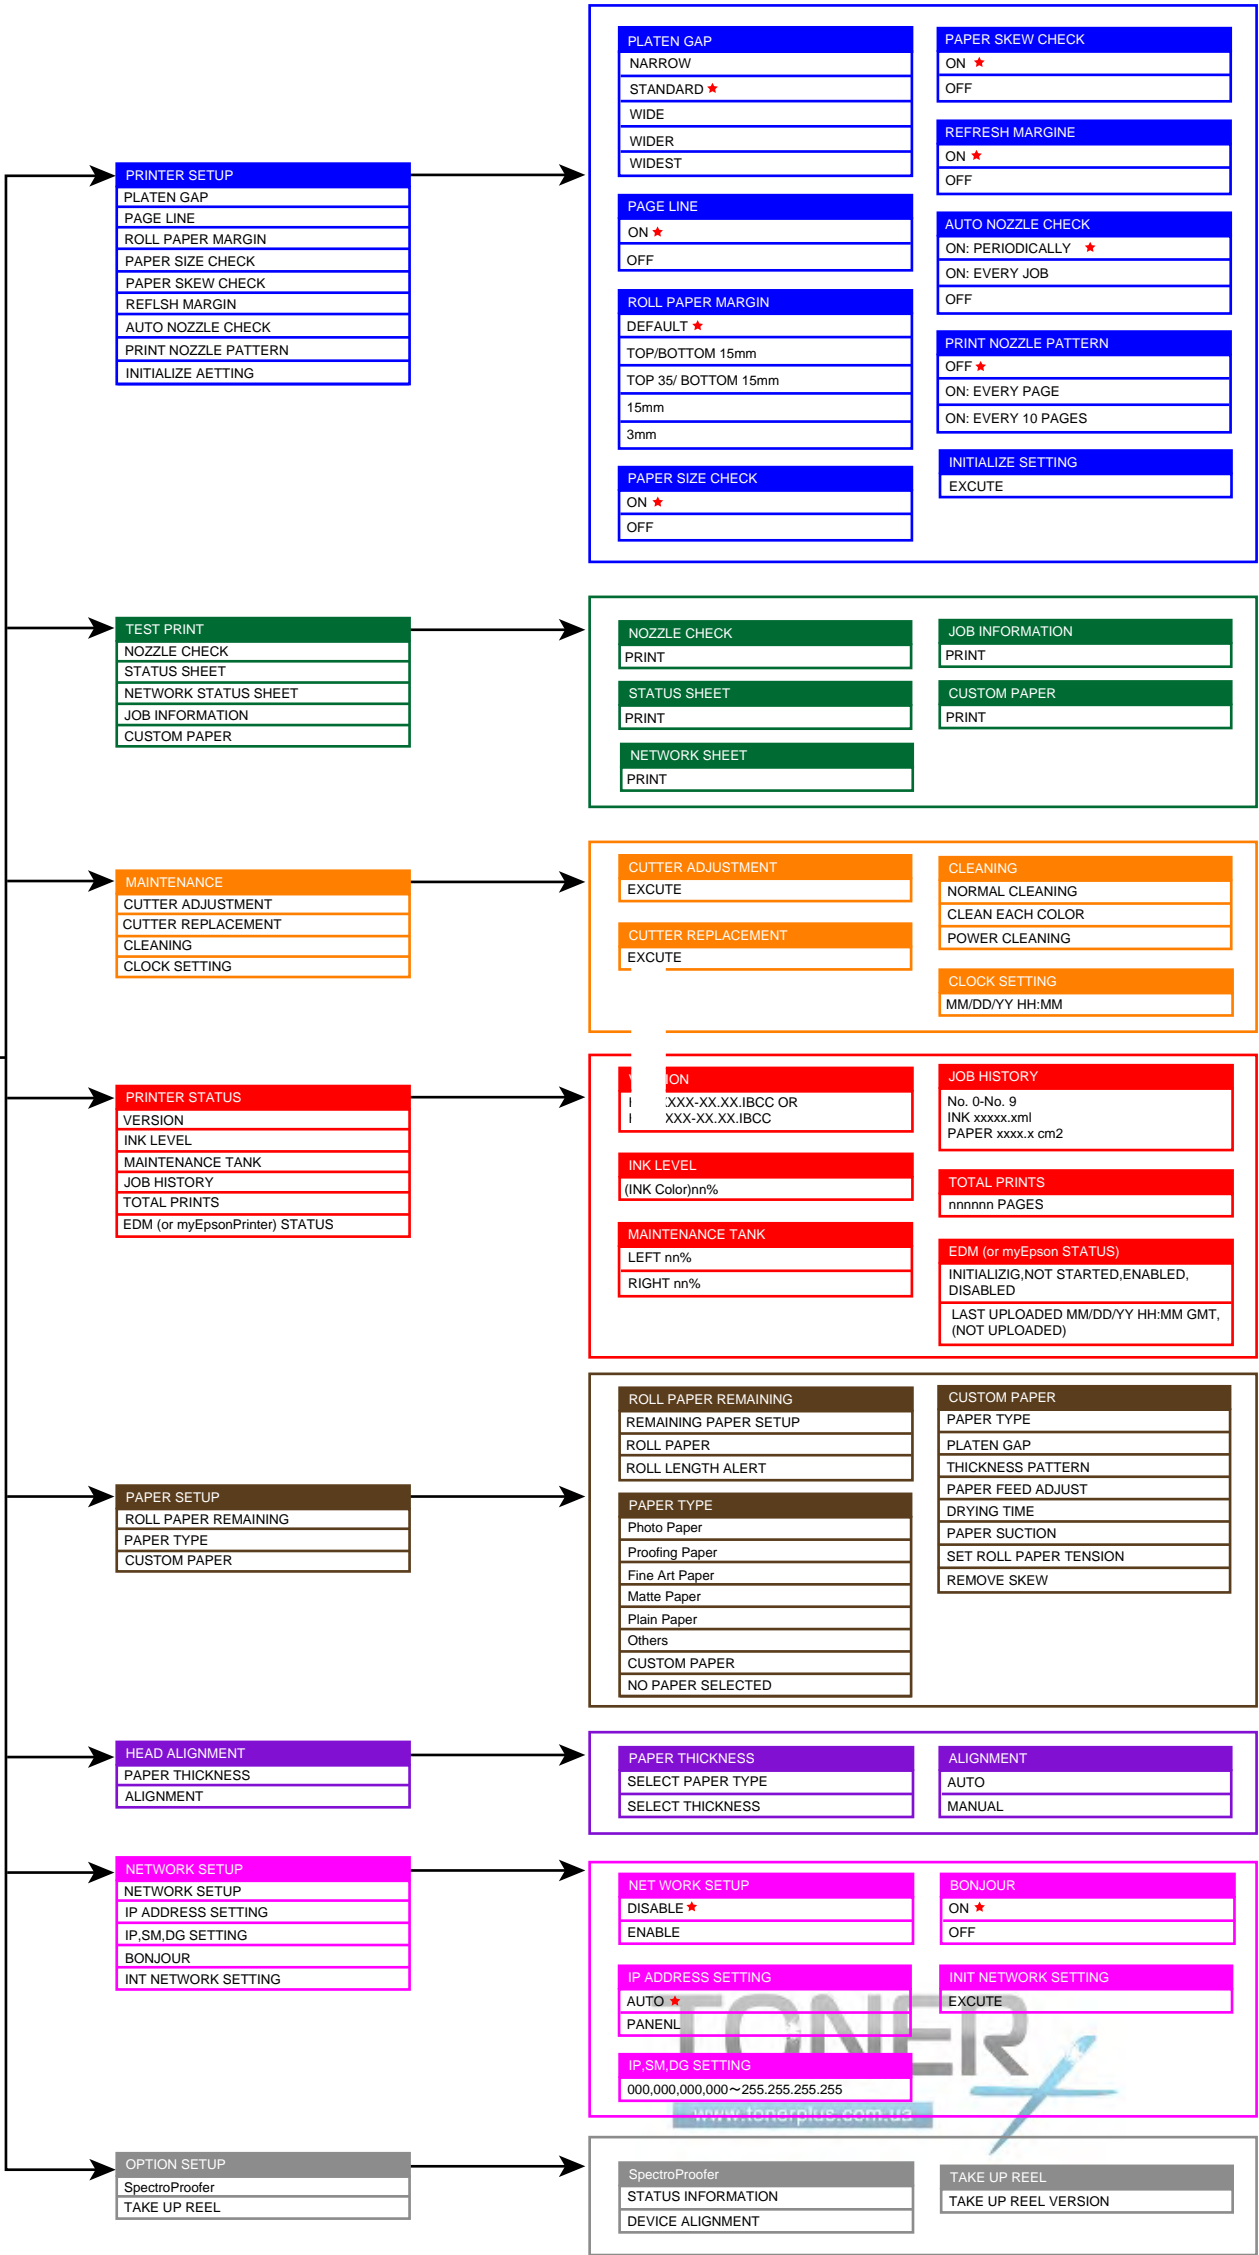 PRINTER SETUP
PLATEN GAP
PAGE LINE
ROLL PAPER MARGIN
PAPER SIZE CHECK
PAPER SKEW CHECK
REFLSH MARGIN
AUTO NOZZLE CHECK
PRINT NOZZLE PATTERN
INITIALIZE AETTING
PLATEN GAP
NARROW
STANDARD ★
WIDE
WIDER
WIDEST
PAGE LINE
ON ★
OFF
ROLL PAPER MARGIN
DEFAULT ★
TOP/BOTTOM 15mm
TOP 35/ BOTTOM 15mm
15mm
3mm
PAPER SIZE CHECK
ON ★
OFF
PAPER SKEW CHECK
ON ★
OFF
REFRESH MARGINE
ON ★
OFF
AUTO NOZZLE CHECK
ON: PERIODICALLY ★
ON: EVERY JOB
OFF
PRINT NOZZLE PATTERN
OFF ★
ON: EVERY PAGE
ON: EVERY 10 PAGES
INITIALIZE SETTING
EXCUTE
TEST PRINT
NOZZLE CHECK
STATUS SHEET
NETWORK STATUS SHEET
JOB INFORMATION
CUSTOM PAPER
NOZZLE CHECK
PRINT
STATUS SHEET
PRINT
NETWORK SHEET
PRINT
JOB INFORMATION
PRINT
CUSTOM PAPER
PRINT
MAINTENANCE
CUTTER ADJUSTMENT
CUTTER REPLACEMENT
CLEANING
CLOCK SETTING
CUTTER ADJUSTMENT
EXCUTE
CUTTER REPLACEMENT
EXCUTE
CLEANING
NORMAL CLEANING
CLEAN EACH COLOR
POWER CLEANING
CLOCK SETTING
MM/DD/YY HH:MM
PRINTER STATUS
VERSION
INK LEVEL
MAINTENANCE TANK
JOB HISTORY
TOTAL PRINTS
EDM (or myEpsonPrinter) STATUS
ION
XXX-XX.XX.IBCC OR
XXX-XX.XX.IBCC
INK LEVEL
(INK Color)nn%
MAINTENANCE TANK
LEFT nn%
RIGHT nn%
JOB HISTORY
No. 0-No. 9
INK xxxxx.xml
PAPER xxxx.x cm2
TOTAL PRINTS
nnnnnn PAGES
EDM (or myEpson STATUS)
INITIALIZIG,NOT STARTED,ENABLED,
DISABLED
LAST UPLOADED MM/DD/YY HH:MM GMT,
(NOT UPLOADED)
PAPER SETUP
ROLL PAPER REMAINING
PAPER TYPE
CUSTOM PAPER
ROLL PAPER REMAINING
REMAINING PAPER SETUP
ROLL PAPER
ROLL LENGTH ALERT
PAPER TYPE
Photo Paper
Proofing Paper
Fine Art Paper
Matte Paper
Plain Paper
Others
CUSTOM PAPER
NO PAPER SELECTED
CUSTOM PAPER
PAPER TYPE
PLATEN GAP
THICKNESS PATTERN
PAPER FEED ADJUST
DRYING TIME
PAPER SUCTION
SET ROLL PAPER TENSION
REMOVE SKEW
HEAD ALIGNMENT
PAPER THICKNESS
ALIGNMENT
PAPER THICKNESS
SELECT PAPER TYPE
SELECT THICKNESS
ALIGNMENT
AUTO
MANUAL
NETWORK SETUP
NETWORK SETUP
IP ADDRESS SETTING
IP,SM,DG SETTING
BONJOUR
INT NETWORK SETTING
NET WORK SETUP
DISABLE ★
ENABLE
IP ADDRESS SETTING
AUTO ★
PANENL
IP,SM,DG SETTING
000,000,000,000～255.255.255.255
BONJOUR
ON ★
OFF
INIT NETWORK SETTING
EXCUTE
TONER
www.tonerplus.com.ua
OPTION SETUP
SpectroProofer
TAKE UP REEL
SpectroProofer
STATUS INFORMATION
DEVICE ALIGNMENT
TAKE UP REEL
TAKE UP REEL VERSION